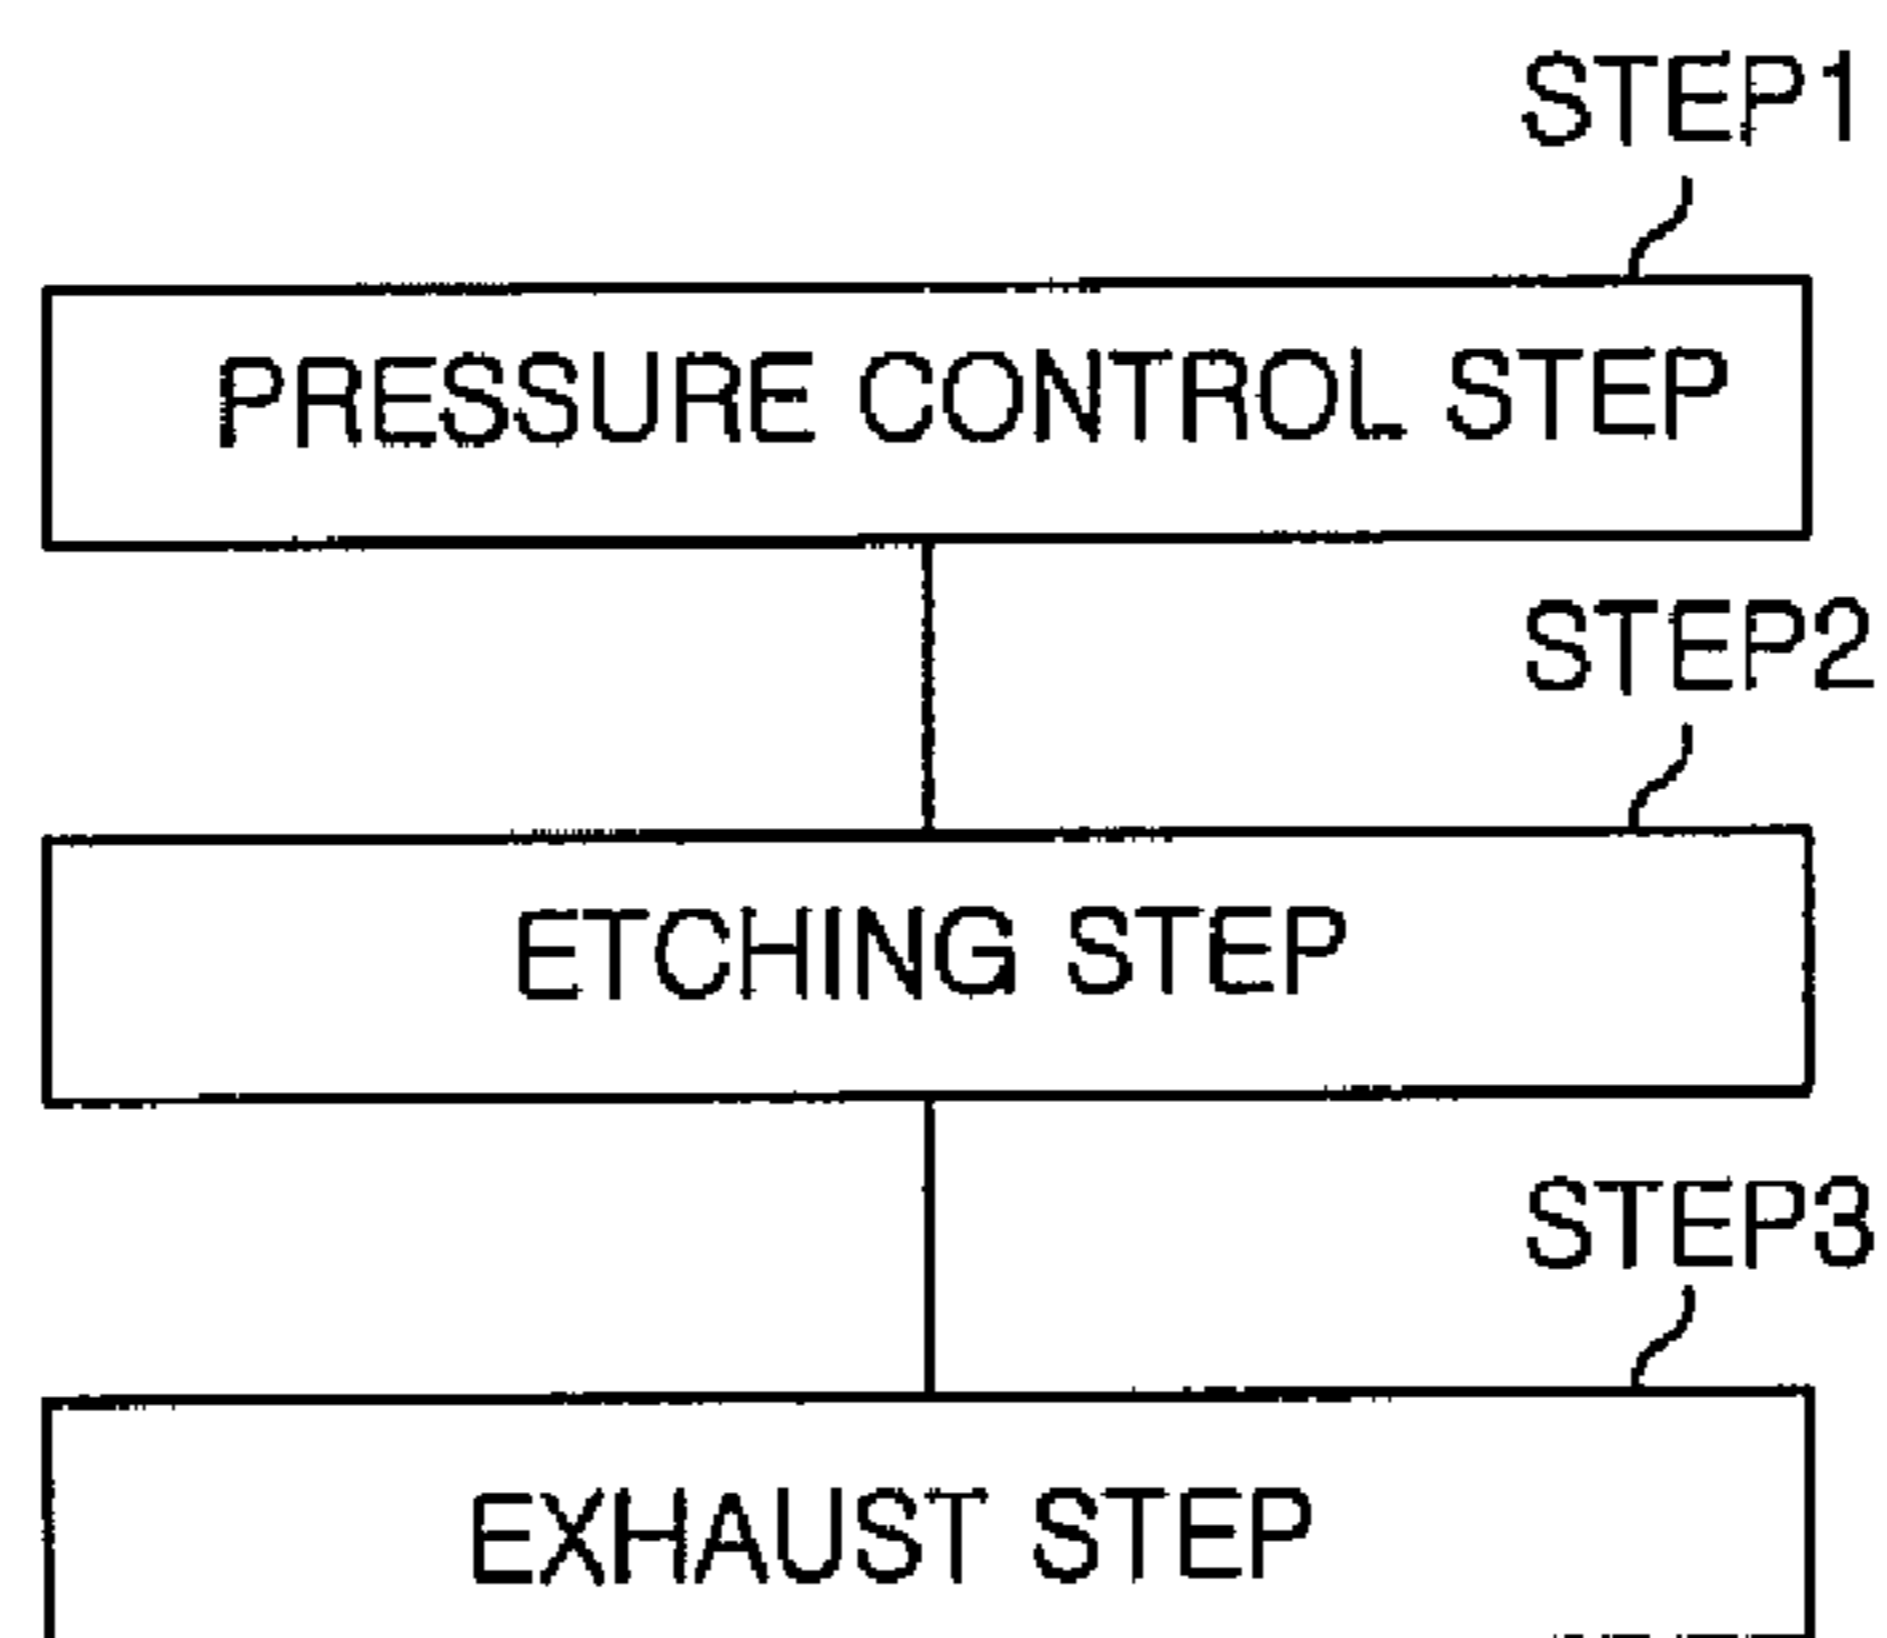 STEP1
PRESSURE CONTROL STEP
STEP2
ETCHING STEP
STEP3
EXHAUST STEP